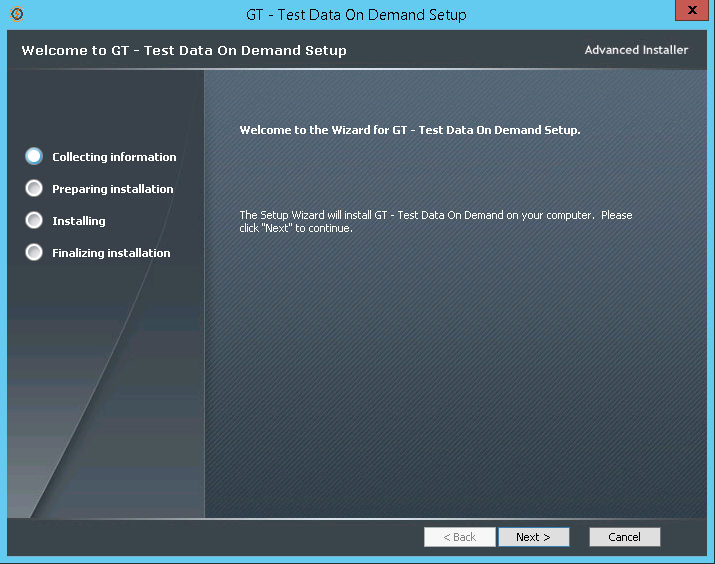 GT - Test Data On Demand Setup
x
Welcome to GT - Test Data On Demand Setup
Advanced Installer
Welcome to the Wizard for GT - Test Data On Demand Setup.
Collecting information
Preparing installation
Installing
Finalizing installation
The Setup Wizard will install GT - Test Data On Demand on your computer.  Please
click "Next" to continue.
< Back
Next >
Cancel